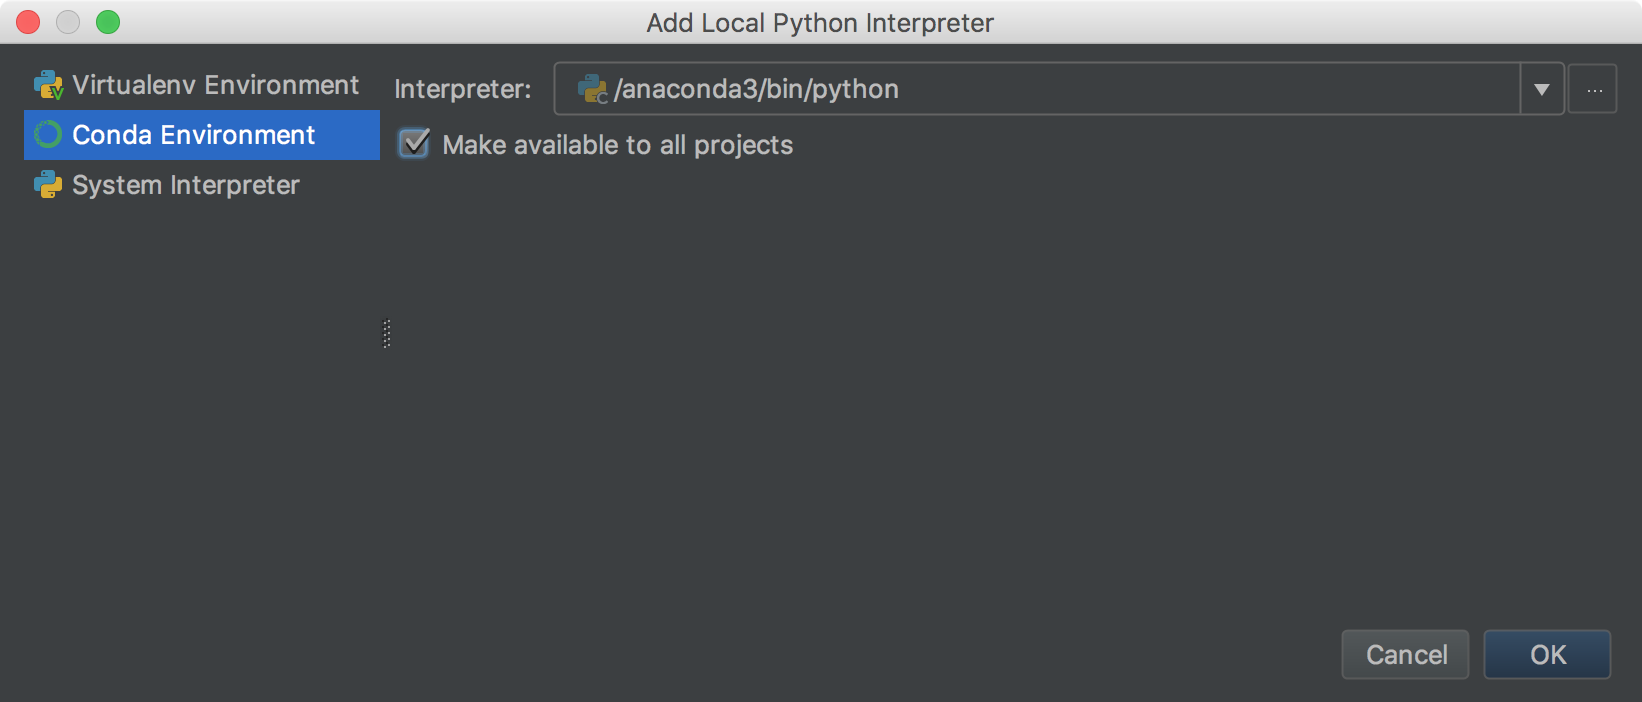 Add Local Python Interpreter
Virtualenv Environment
Conda Environment
System Interpreter
Interpreter: /anaconda3/bin/python ...
Make available to all projects
Cancel OK